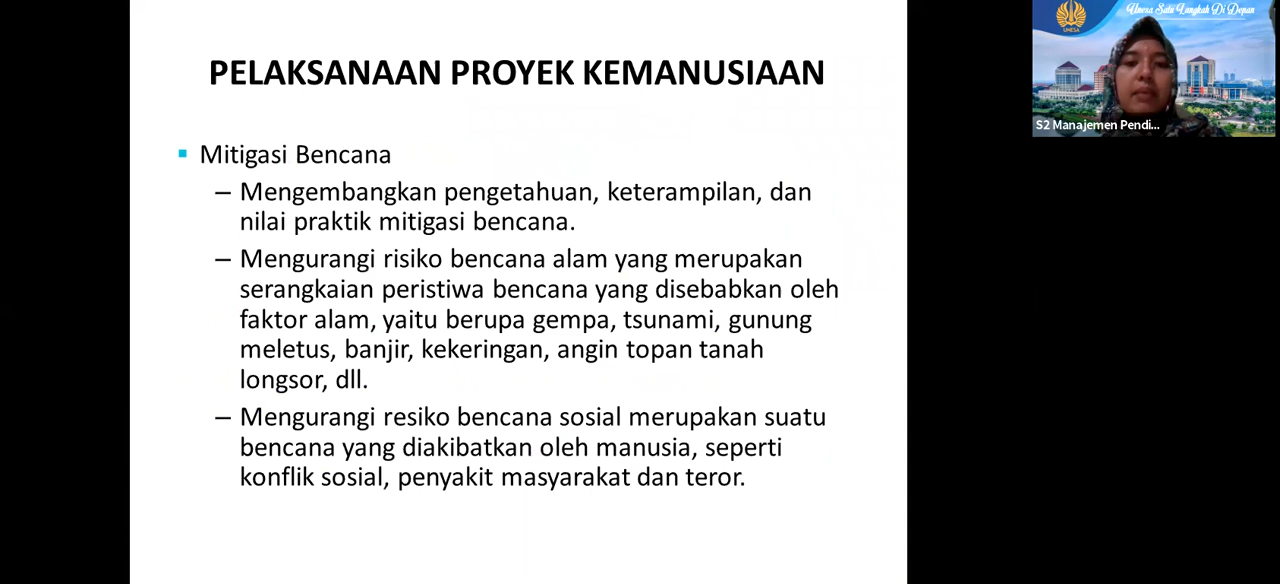 PELAKSANAAN PROYEK KEMANUSIAAN
Mitigasi Bencana
– Mengembangkan pengetahuan, keterampilan, dan
nilai praktik mitigasi bencana.
– Mengurangi risiko bencana alam yang merupakan
serangkaian peristiwa bencana yang disebabkan oleh
faktor alam, yaitu berupa gempa, tsunami, gunung
meletus, banjir, kekeringan, angin topan tanah
longsor, dll.
– Mengurangi resiko bencana sosial merupakan suatu
bencana yang diakibatkan oleh manusia, seperti
konflik sosial, penyakit masyarakat dan teror.
Unesa Satu Langkah Di Depan
UNESA
S2 Manajemen Pendi...